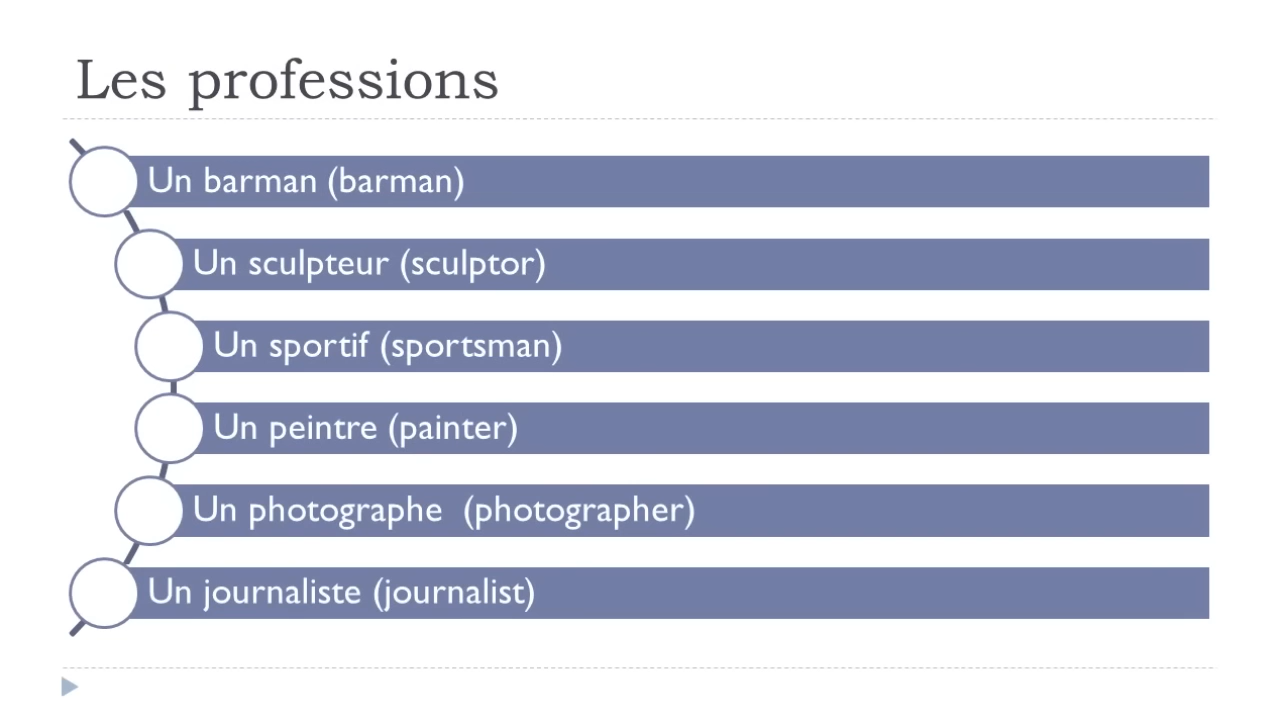 Les professions
Un barman (barman)
Un sculpteur (sculptor)
Un sportif (sportsman)
Un peintre (painter)
Un photographe  (photographer)
Un journaliste (journalist)